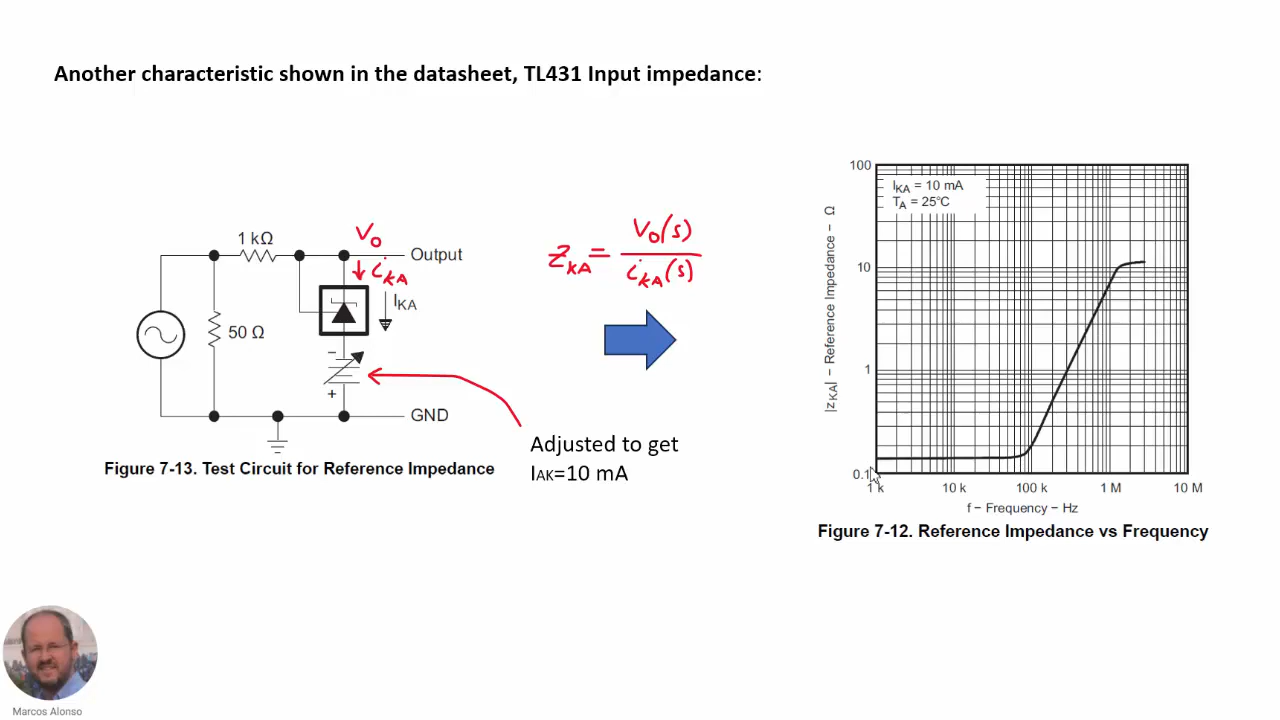 Another characteristic shown in the datasheet, TL431 Input impedance:
1 kΩ
Vo
Output
iKA
IKA
50 Ω
−
+
GND
Figure 7-13. Test Circuit for Reference Impedance
ZKA = Vo(s)
iKA(s)
Adjusted to get
IAK=10 mA
|zKA| − Reference Impedance − Ω
100
IKA = 10 mA
TA = 25°C
10
1
0.1
1 k 10 k 100 k 1 M 10 M
f − Frequency − Hz
Figure 7-12. Reference Impedance vs Frequency
Marcos Alonso